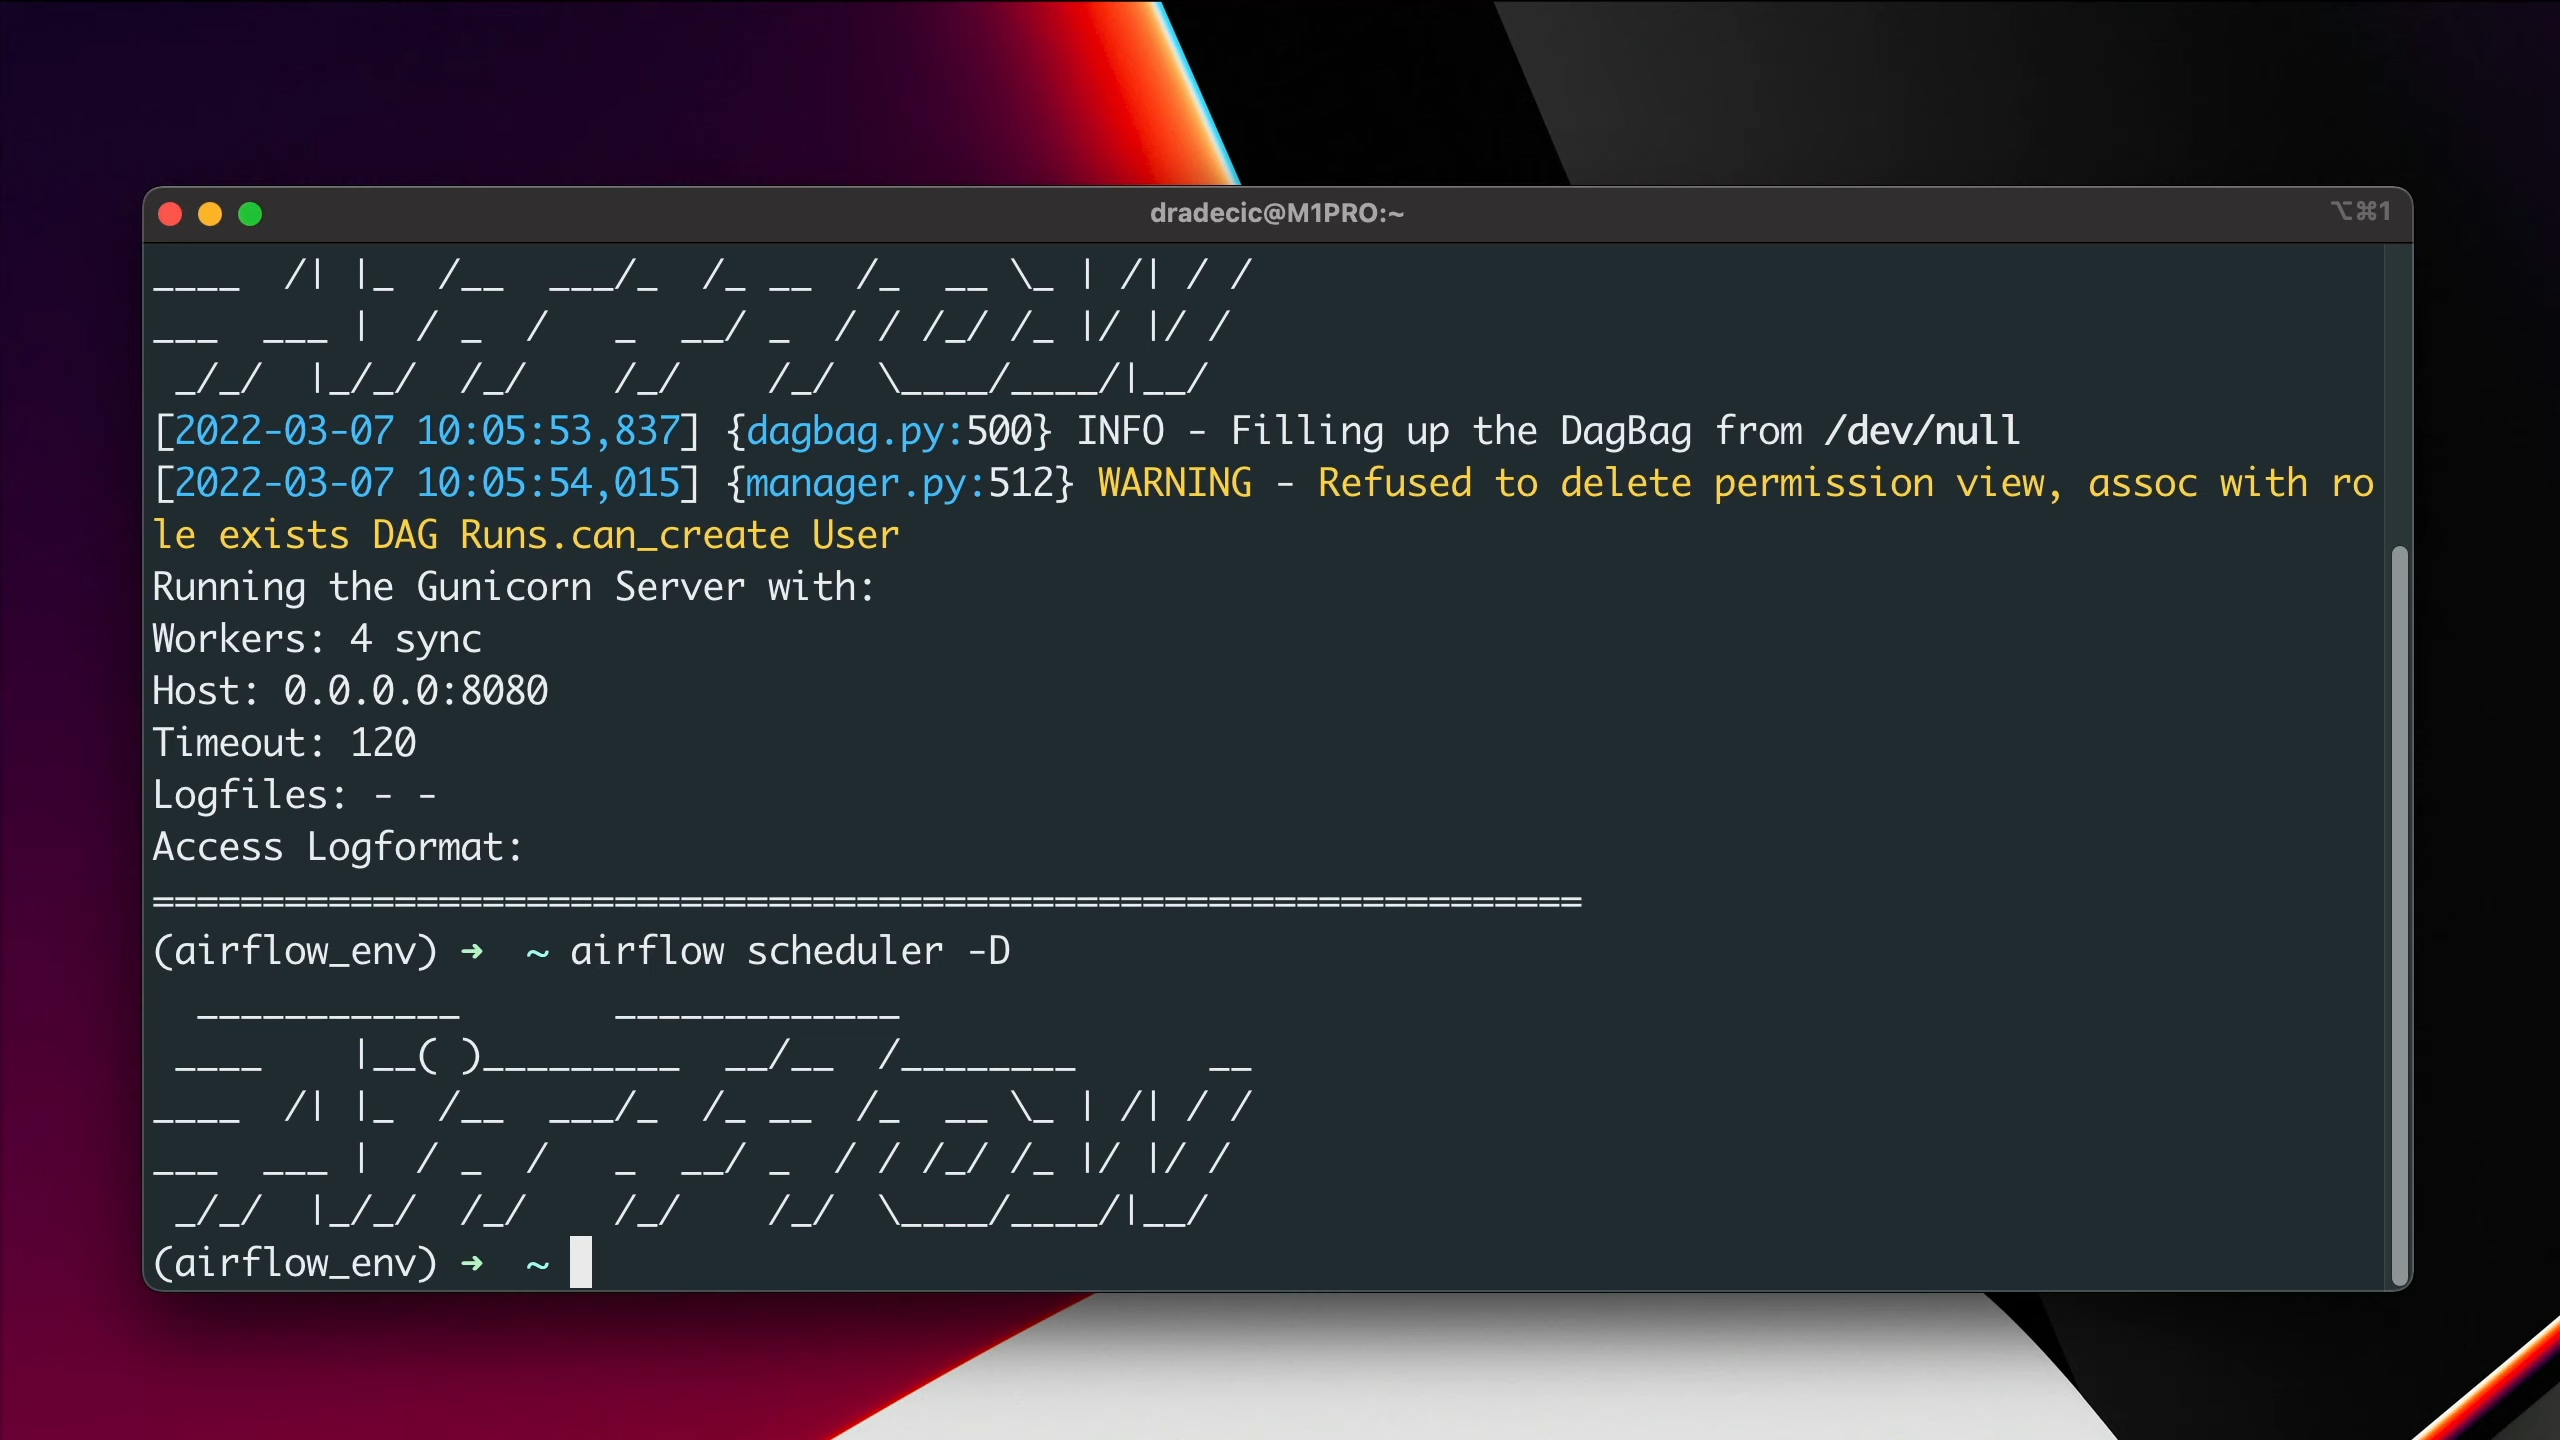 dradecic@M1PRO:~
⌥⌘1
____  /| |_  /__  ___/_  /_ __  /_  __ \_ | /| / /
___  ___ |  / _  /   _  __/ _  / / /_/ /_ |/ |/ /
 _/_/  |_/_/  /_/    /_/    /_/  \____/____/|__/
[2022-03-07 10:05:53,837] {dagbag.py:500} INFO - Filling up the DagBag from /dev/null
[2022-03-07 10:05:54,015] {manager.py:512} WARNING - Refused to delete permission view, assoc with ro
le exists DAG Runs.can_create User
Running the Gunicorn Server with:
Workers: 4 sync
Host: 0.0.0.0:8080
Timeout: 120
Logfiles: - -
Access Logformat:
=================================================================
(airflow_env) ➜  ~ airflow scheduler -D
  ____________       _____________
 ____    |__( )_________  __/__  /________      __
____  /| |_  /__  ___/_  /_ __  /_  __ \_ | /| / /
___  ___ |  / _  /   _  __/ _  / / /_/ /_ |/ |/ /
 _/_/  |_/_/  /_/    /_/    /_/  \____/____/|__/
(airflow_env) ➜  ~